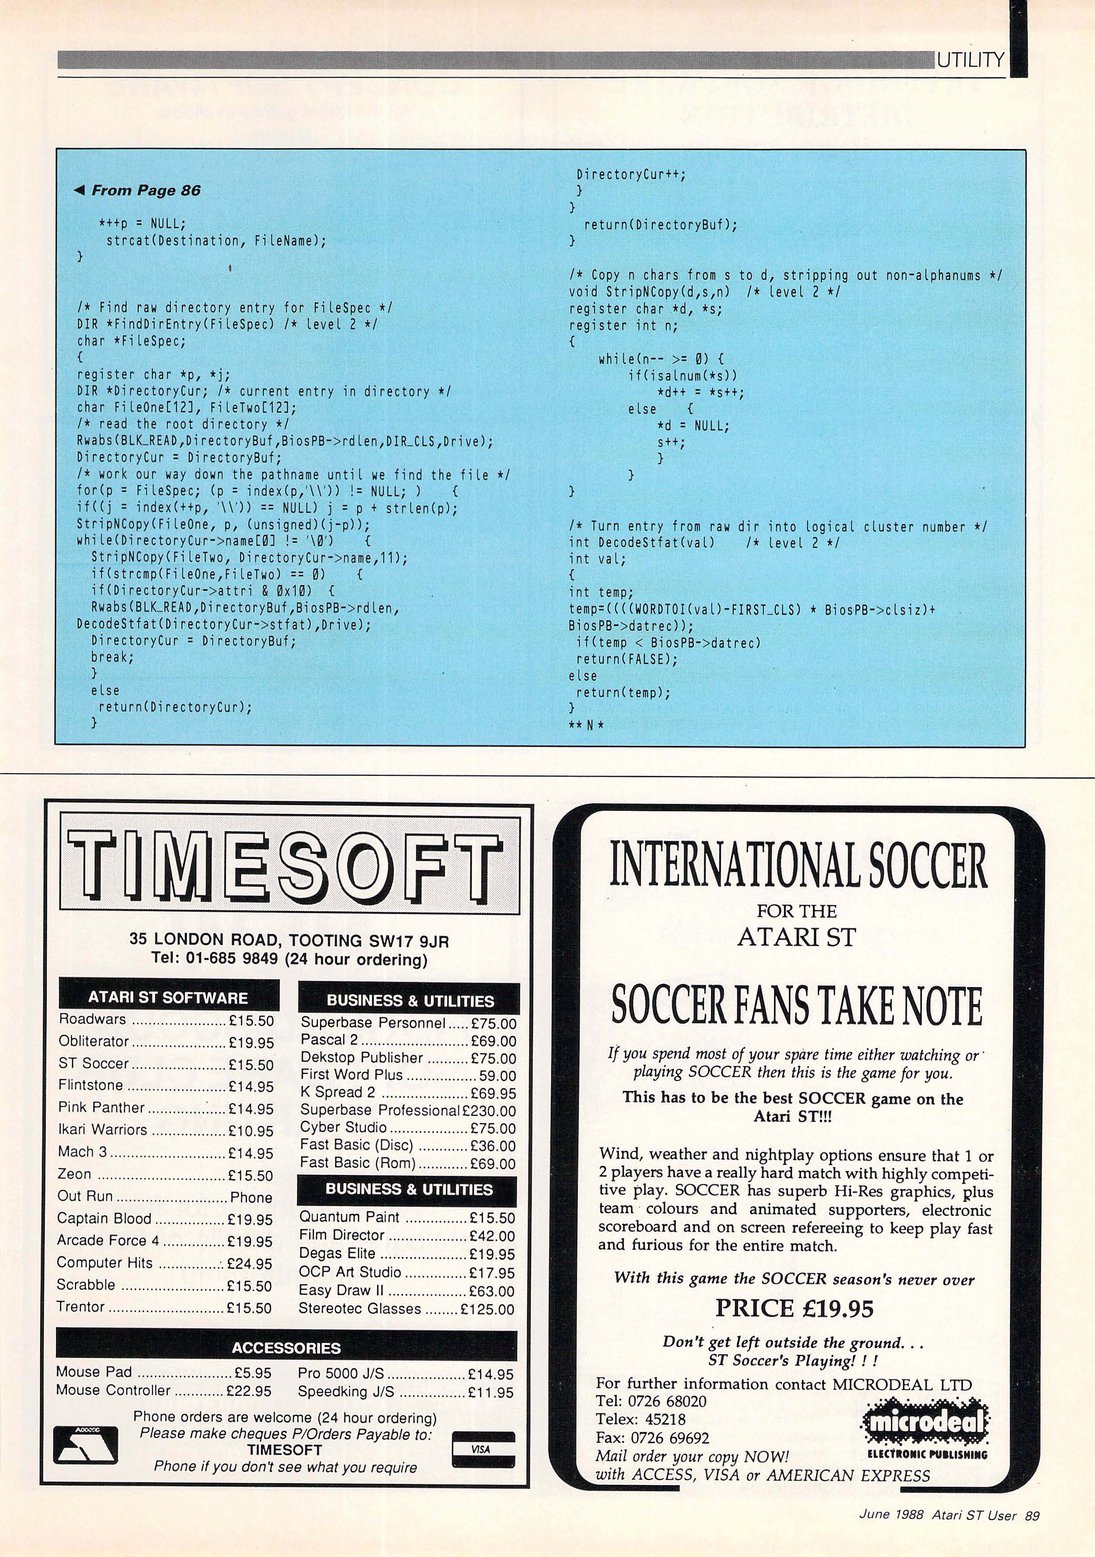 UTILITY
◄ From Page 86
*++p = NULL;
strcat(Destination, FileName);
}
/* Find raw directory entry for FileSpec */
DIR *FindDirEntry(FileSpec) /* level 2 */
char *FileSpec;
{
register char *p, *j;
DIR *DirectoryCur; /* current entry in directory */
char FileOne[12], FileTwo[12];
/* read the root directory */
Rwabs(BLK_READ,DirectoryBuf,BiosPB->rdlen,DIR_CLS,Drive);
DirectoryCur = DirectoryBuf;
/* work our way down the pathname until we find the file */
for(p = FileSpec; (p = index(p,'\\')) != NULL; ) {
if((j = index(++p, '\\')) == NULL) j = p + strlen(p);
StripNCopy(FileOne, p, (unsigned)(j-p));
while(DirectoryCur->name[0] != '\0') {
StripNCopy(FileTwo, DirectoryCur->name,11);
if(strcmp(FileOne,FileTwo) == 0) {
if(DirectoryCur->attri & 0x10) {
Rwabs(BLK_READ,DirectoryBuf,BiosPB->rdlen,
DecodeStfat(DirectoryCur->stfat),Drive);
DirectoryCur = DirectoryBuf;
break;
}
else
return(DirectoryCur);
}
DirectoryCur++;
}
}
return(DirectoryBuf);
}
/* Copy n chars from s to d, stripping out non-alphanums */
void StripNCopy(d,s,n) /* level 2 */
register char *d, *s;
register int n;
{
while(n-- >= 0) {
if(isalnum(*s))
*d++ = *s++;
else {
*d = NULL;
s++;
}
}
}
/* Turn entry from raw dir into logical cluster number */
int DecodeStfat(val) /* level 2 */
int val;
{
int temp;
temp=((((WORDTOI(val)-FIRST_CLS) * BiosPB->clsiz)+
BiosPB->datrec));
if(temp < BiosPB->datrec)
return(FALSE);
else
return(temp);
}
** N *
TIMESOFT
35 LONDON ROAD, TOOTING SW17 9JR
Tel: 01-685 9849 (24 hour ordering)
ATARI ST SOFTWARE
Roadwars ......................£15.50
Obliterator ......................£19.95
ST Soccer ......................£15.50
Flintstone ......................£14.95
Pink Panther ..................£14.95
Ikari Warriors .................£10.95
Mach 3 ...........................£14.95
Zeon ..............................£15.50
Out Run ..........................Phone
Captain Blood ................£19.95
Arcade Force 4 ..............£19.95
Computer Hits ...............£24.95
Scrabble ........................£15.50
Trentor ...........................£15.50
BUSINESS & UTILITIES
Superbase Personnel .....£75.00
Pascal 2 .........................£69.00
Dekstop Publisher ..........£75.00
First Word Plus .................59.00
K Spread 2 ....................£69.95
Superbase Professional£230.00
Cyber Studio ...................£75.00
Fast Basic (Disc) ............£36.00
Fast Basic (Rom) ............£69.00
BUSINESS & UTILITIES
Quantum Paint ...............£15.50
Film Director ...................£42.00
Degas Elite .....................£19.95
OCP Art Studio ...............£17.95
Easy Draw II ...................£63.00
Stereotec Glasses ........£125.00
ACCESSORIES
Mouse Pad ......................£5.95
Mouse Controller ............£22.95
Pro 5000 J/S ...................£14.95
Speedking J/S ................£11.95
Phone orders are welcome (24 hour ordering)
Please make cheques P/Orders Payable to:
TIMESOFT
Phone if you don't see what you require
VISA
INTERNATIONAL SOCCER
FOR THE
ATARI ST
SOCCER FANS TAKE NOTE
If you spend most of your spare time either watching or
playing SOCCER then this is the game for you.
This has to be the best SOCCER game on the
Atari ST!!!
Wind, weather and nightplay options ensure that 1 or
2 players have a really hard match with highly competi-
tive play. SOCCER has superb Hi-Res graphics, plus
team colours and animated supporters, electronic
scoreboard and on screen refereeing to keep play fast
and furious for the entire match.
With this game the SOCCER season's never over
PRICE £19.95
Don't get left outside the ground. . .
ST Soccer's Playing! ! !
For further information contact MICRODEAL LTD
Tel: 0726 68020
Telex: 45218
Fax: 0726 69692
Mail order your copy NOW!
with ACCESS, VISA or AMERICAN EXPRESS
microdeal
ELECTRONIC PUBLISHING
June 1988 Atari ST User 89